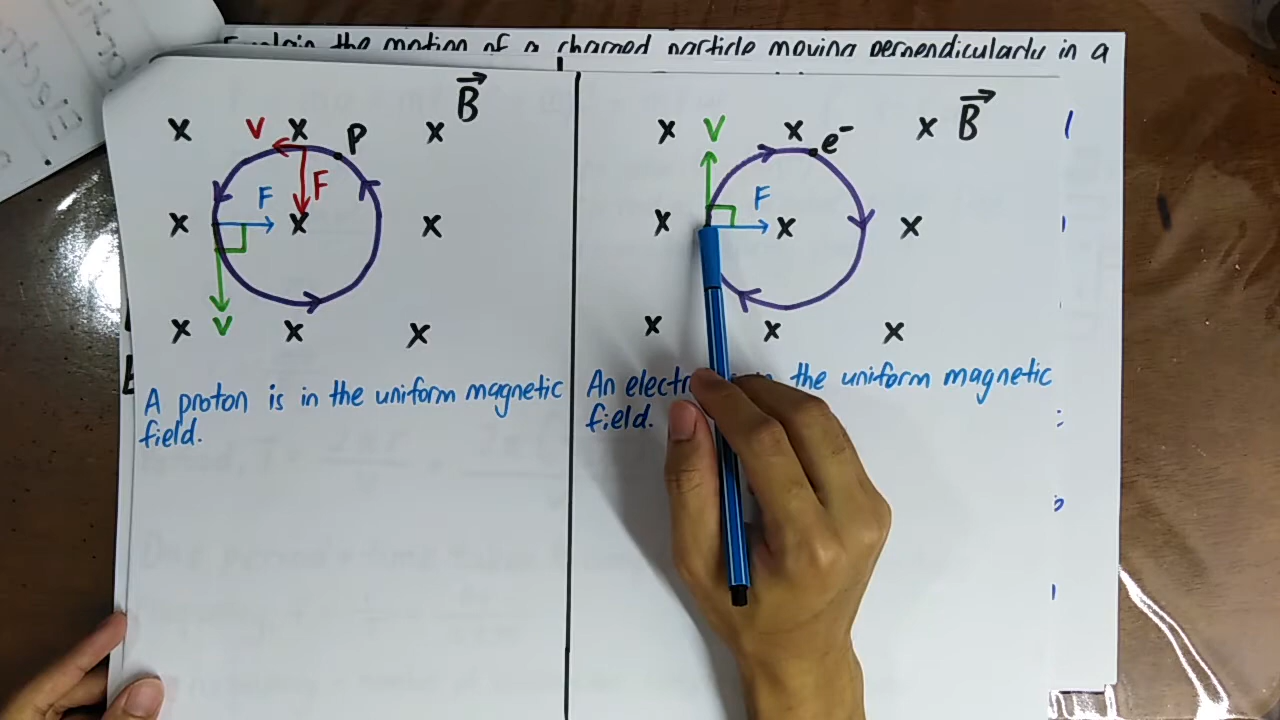 Explain the motion of a charged particle moving perpendicularly in a
X V X P X B
X F F X X
X V X X
A proton is in the uniform magnetic
field.
X V X e⁻ X B
X F X X
X X X
An electr in the uniform magnetic
field.